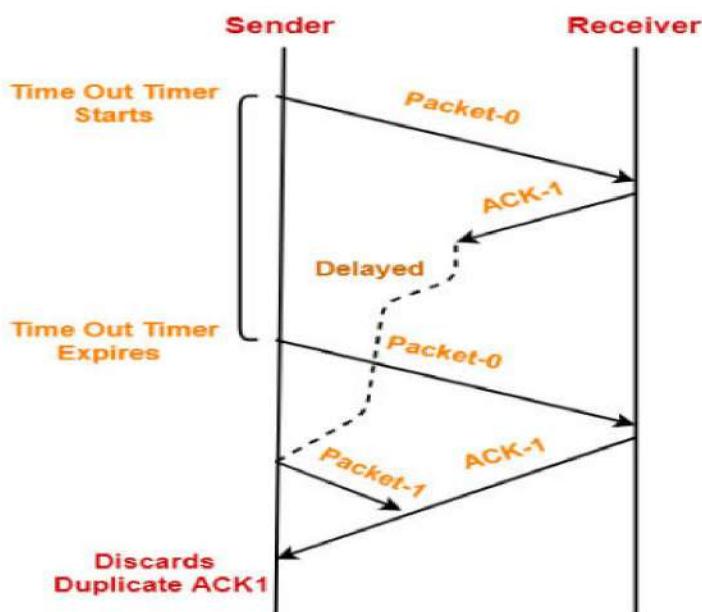 Sender
Receiver
Time Out Timer
Starts
Packet-0
ACK-1
Delayed
Time Out Timer
Expires
Packet-0
ACK-1
Packet-1
Discards
Duplicate ACK1